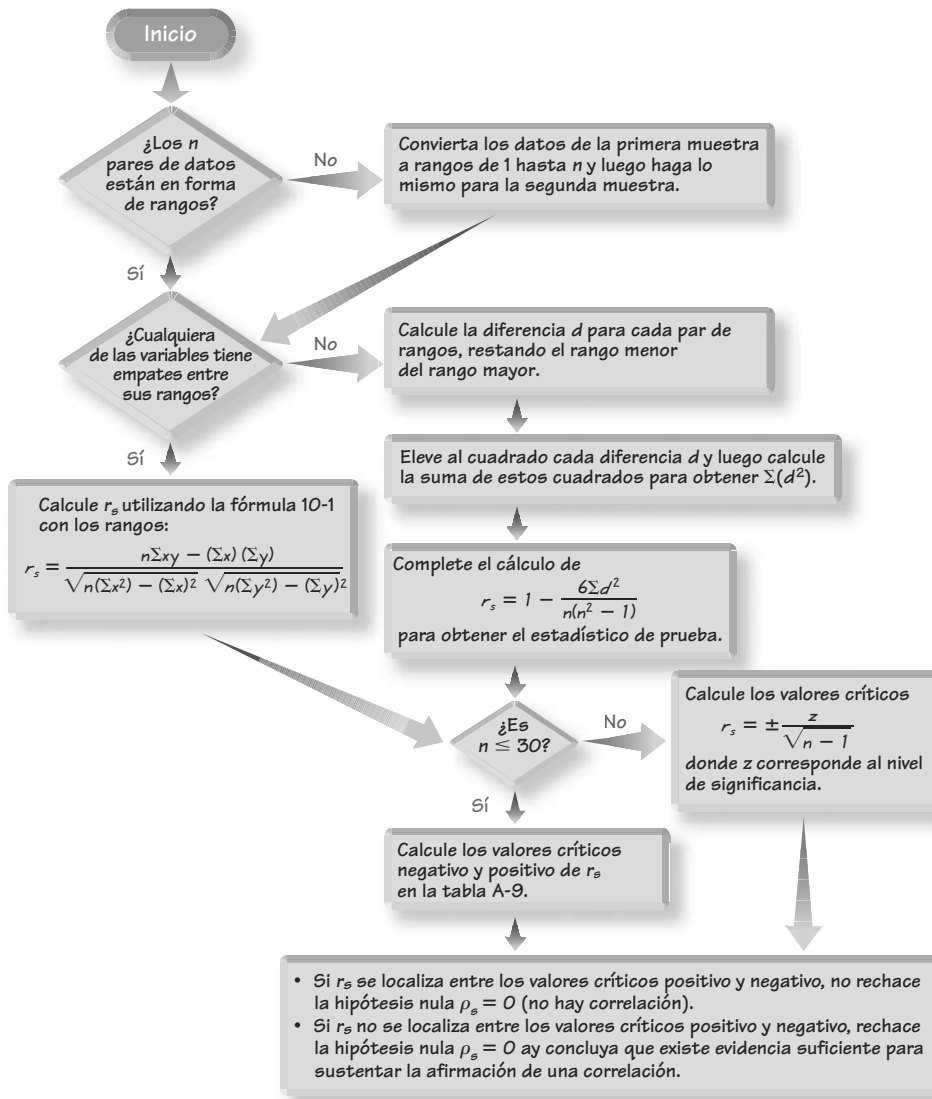 Inicio
¿Los n
pares de datos
están en forma
de rangos?
No
Convierta los datos de la primera muestra
a rangos de 1 hasta n y luego haga lo
mismo para la segunda muestra.
Sí
¿Cualquiera
de las variables tiene
empates entre
sus rangos?
No
Calcule la diferencia d para cada par de
rangos, restando el rango menor
del rango mayor.
Sí
Eleve al cuadrado cada diferencia d y luego calcule
la suma de estos cuadrados para obtener Σ(d²).
Calcule rₛ utilizando la fórmula 10-1
con los rangos:
rₛ = nΣxy − (Σx) (Σy) / √n(Σx²) − (Σx)² √n(Σy²) − (Σy)²
Complete el cálculo de
rₛ = 1 − 6Σd² / n(n² − 1)
para obtener el estadístico de prueba.
¿Es
n ≤ 30?
No
Calcule los valores críticos
rₛ = ± z / √n − 1
donde z corresponde al nivel
de significancia.
Sí
Calcule los valores críticos
negativo y positivo de rₛ
en la tabla A-9.
• Si rₛ se localiza entre los valores críticos positivo y negativo, no rechace
la hipótesis nula ρₛ = 0 (no hay correlación).
• Si rₛ no se localiza entre los valores críticos positivo y negativo, rechace
la hipótesis nula ρₛ = 0 ay concluya que existe evidencia suficiente para
sustentar la afirmación de una correlación.